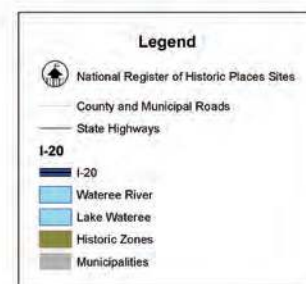 Legend
National Register of Historic Places Sites
County and Municipal Roads
State Highways
I-20
I-20
Wateree River
Lake Wateree
Historic Zones
Municipalities